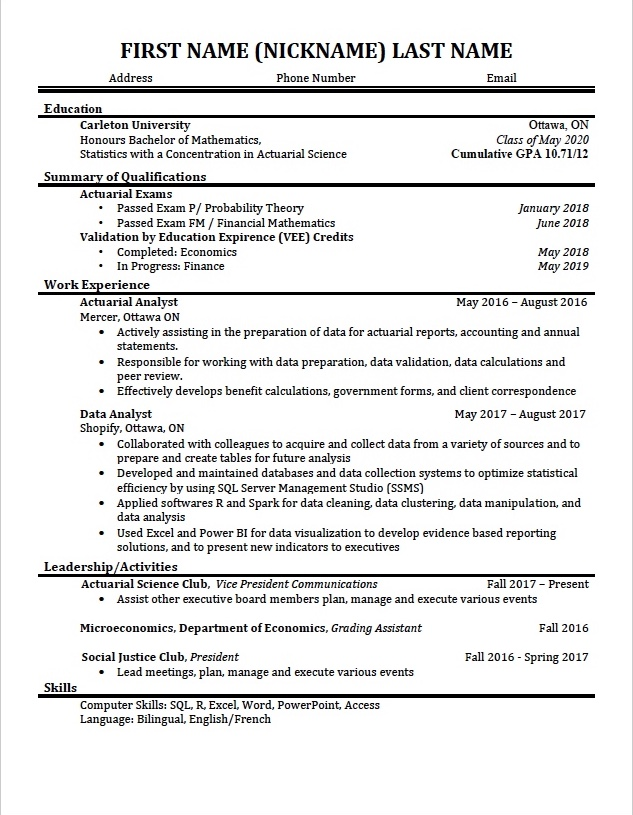 FIRST NAME (NICKNAME) LAST NAME
Address Phone Number Email
Education
Carleton University Ottawa, ON
Honours Bachelor of Mathematics, Class of May 2020
Statistics with a Concentration in Actuarial Science Cumulative GPA 10.71/12
Summary of Qualifications
Actuarial Exams
• Passed Exam P/ Probability Theory January 2018
• Passed Exam FM / Financial Mathematics June 2018
Validation by Education Expirence (VEE) Credits
• Completed: Economics May 2018
• In Progress: Finance May 2019
Work Experience
Actuarial Analyst May 2016 – August 2016
Mercer, Ottawa ON
• Actively assisting in the preparation of data for actuarial reports, accounting and annual
statements.
• Responsible for working with data preparation, data validation, data calculations and
peer review.
• Effectively develops benefit calculations, government forms, and client correspondence
Data Analyst May 2017 – August 2017
Shopify, Ottawa, ON
• Collaborated with colleagues to acquire and collect data from a variety of sources and to
prepare and create tables for future analysis
• Developed and maintained databases and data collection systems to optimize statistical
efficiency by using SQL Server Management Studio (SSMS)
• Applied softwares R and Spark for data cleaning, data clustering, data manipulation, and
data analysis
• Used Excel and Power BI for data visualization to develop evidence based reporting
solutions, and to present new indicators to executives
Leadership/Activities
Actuarial Science Club, Vice President Communications Fall 2017 – Present
• Assist other executive board members plan, manage and execute various events
Microeconomics, Department of Economics, Grading Assistant Fall 2016
Social Justice Club, President Fall 2016 - Spring 2017
• Lead meetings, plan, manage and execute various events
Skills
Computer Skills: SQL, R, Excel, Word, PowerPoint, Access
Language: Bilingual, English/French